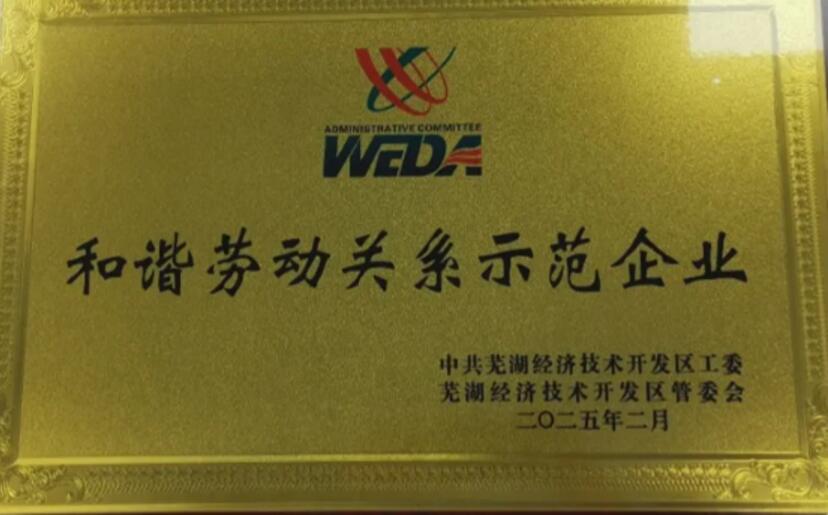 ADMINISTRATIVE COMMITTEE
WEDA
和谐劳动关系示范企业
中共芜湖经济技术开发区工委
芜湖经济技术开发区管委会
二〇二五年二月